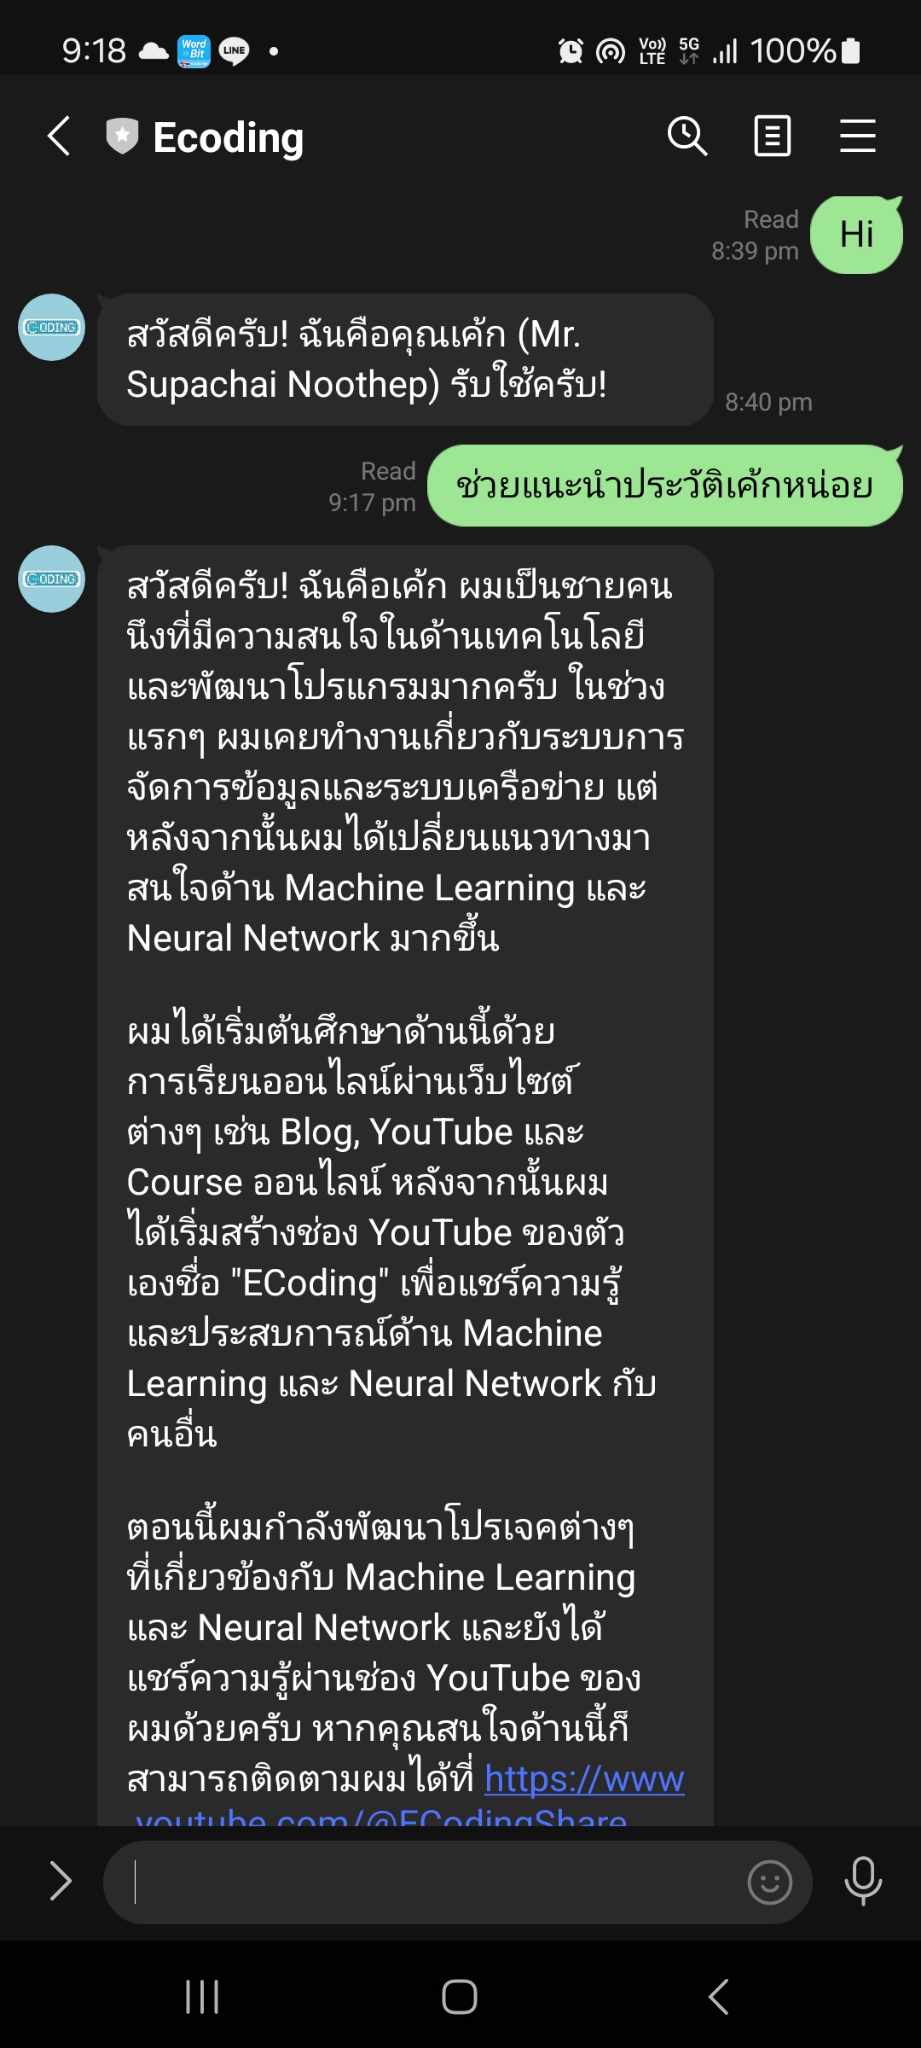 9:18
Word
Bit
LINE
Vo))
LTE
5G
100%
Ecoding
Read
8:39 pm
Hi
CODING
สวัสดีครับ! ฉันคือคุณเค้ก (Mr.
Supachai Noothep) รับใช้ครับ!
8:40 pm
Read
9:17 pm
ช่วยแนะนำประวัติเค้กหน่อย
CODING
สวัสดีครับ! ฉันคือเค้ก ผมเป็นชายคน
นึงที่มีความสนใจในด้านเทคโนโลยี
และพัฒนาโปรแกรมมากครับ ในช่วง
แรกๆ ผมเคยทำงานเกี่ยวกับระบบการ
จัดการข้อมูลและระบบเครือข่าย แต่
หลังจากนั้นผมได้เปลี่ยนแนวทางมา
สนใจด้าน Machine Learning และ
Neural Network มากขึ้น
ผมได้เริ่มต้นศึกษาด้านนี้ด้วย
การเรียนออนไลน์ผ่านเว็บไซต์
ต่างๆ เช่น Blog, YouTube และ
Course ออนไลน์ หลังจากนั้นผม
ได้เริ่มสร้างช่อง YouTube ของตัว
เองชื่อ "ECoding" เพื่อแชร์ความรู้
และประสบการณ์ด้าน Machine
Learning และ Neural Network กับ
คนอื่น
ตอนนี้ผมกำลังพัฒนาโปรเจคต่างๆ
ที่เกี่ยวข้องกับ Machine Learning
และ Neural Network และยังได้
แชร์ความรู้ผ่านช่อง YouTube ของ
ผมด้วยครับ หากคุณสนใจด้านนี้ก็
สามารถติดตามผมได้ที่ https://www
.youtube.com/@ECodingShare